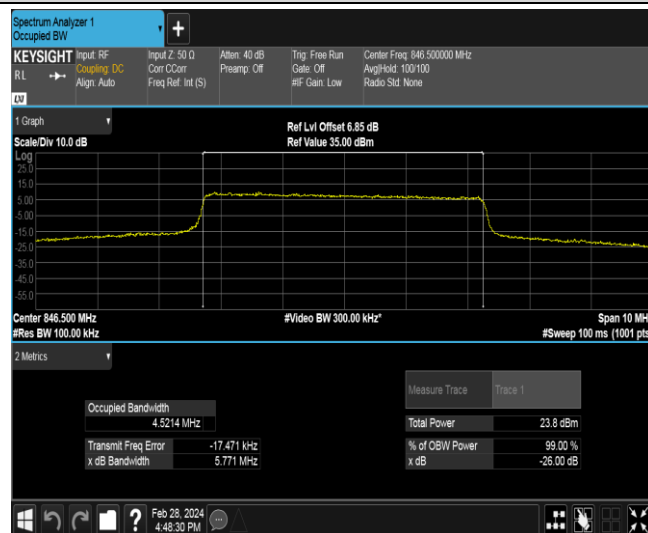 Spectrum Analyzer 1
Occupied BW
+
KEYSIGHT
RL
LXI
Input: RF
Coupling: DC
Align: Auto
Input Z: 50 Ω
Corr CCorr
Freq Ref: Int (S)
Atten: 40 dB
Preamp: Off
Trig: Free Run
Gate: Off
#IF Gain: Low
Center Freq: 846.500000 MHz
Avg|Hold: 100/100
Radio Std: None
1 Graph
Scale/Div 10.0 dB
Ref Lvl Offset 6.85 dB
Ref Value 35.00 dBm
Log
25.0
15.0
5.00
-5.00
-15.0
-25.0
-35.0
-45.0
-55.0
Center 846.500 MHz
#Res BW 100.00 kHz
#Video BW 300.00 kHz*
Span 10 MH
#Sweep 100 ms (1001 pts
2 Metrics
Measure Trace Trace 1
Occupied Bandwidth
4.5214 MHz
Total Power 23.8 dBm
Transmit Freq Error -17.471 kHz
% of OBW Power 99.00 %
x dB Bandwidth 5.771 MHz
x dB -26.00 dB
?
Feb 28, 2024
4:48:30 PM